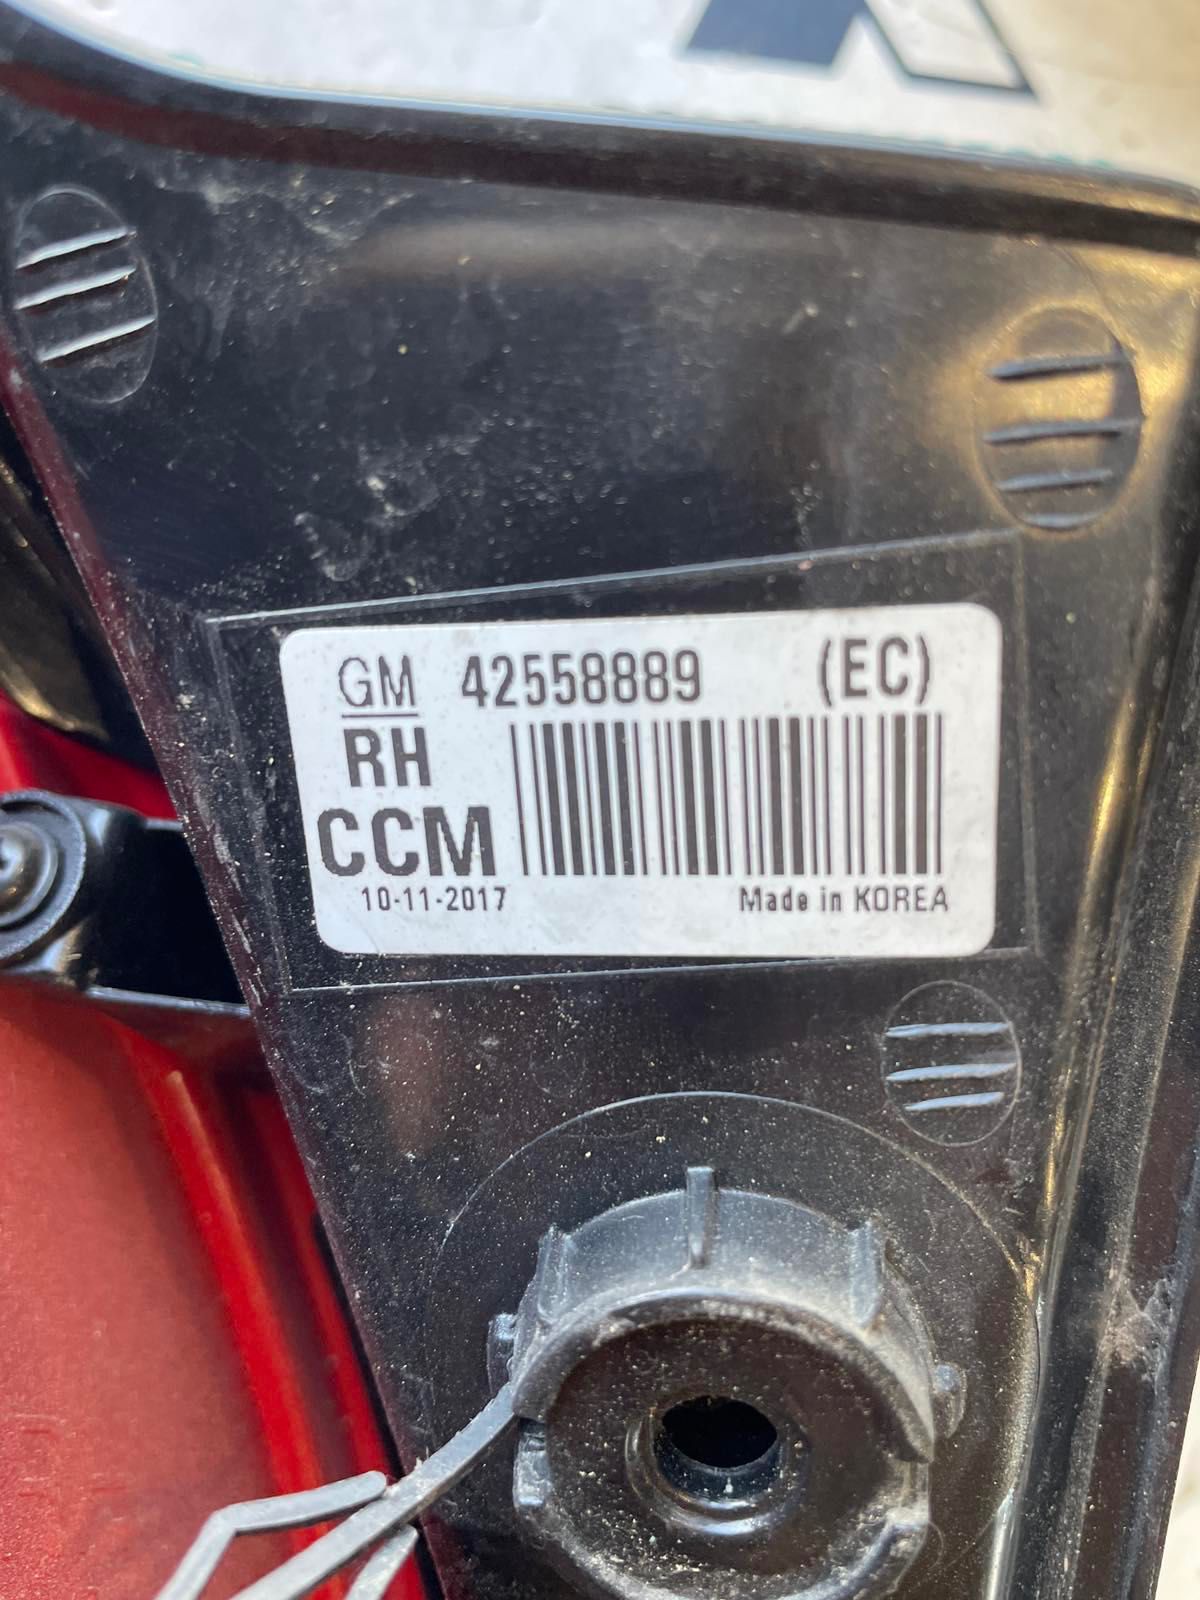 GM 42558889 (EC)
RH
CCM
10-11-2017 Made in KOREA